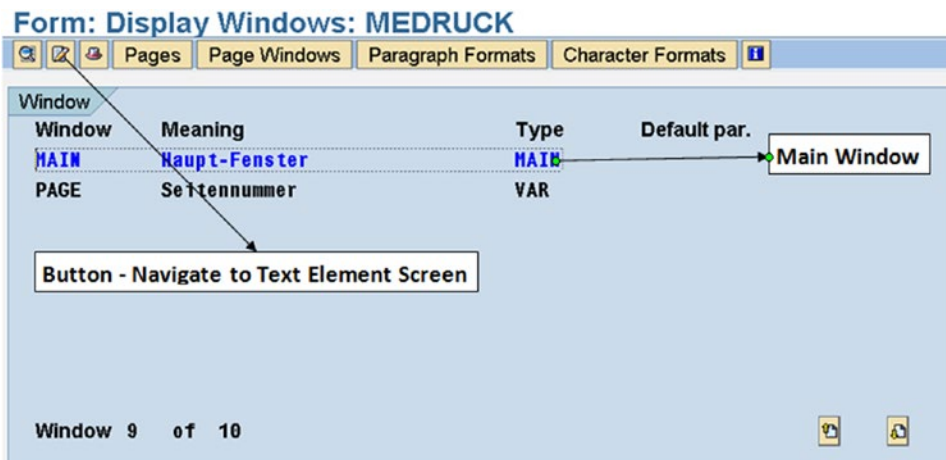 Form: Display Windows: MEDRUCK
Pages Page Windows Paragraph Formats Character Formats
Window
Window Meaning Type Default par.
MAIN Haupt-Fenster MAIN Main Window
PAGE Seitennummer VAR
Button - Navigate to Text Element Screen
Window 9 of 10